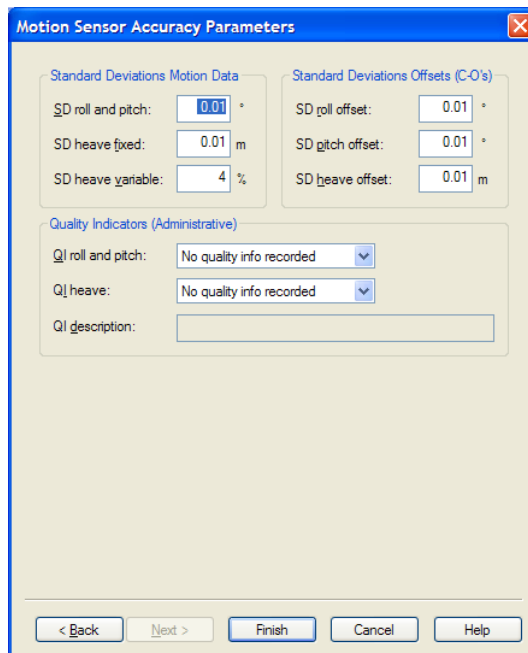 Motion Sensor Accuracy Parameters
Standard Deviations Motion Data
SD roll and pitch: 0.01 °
SD heave fixed: 0.01 m
SD heave variable: 4 %
Standard Deviations Offsets (C-O's)
SD roll offset: 0.01 °
SD pitch offset: 0.01 °
SD heave offset: 0.01 m
Quality Indicators (Administrative)
QI roll and pitch: No quality info recorded
QI heave: No quality info recorded
QI description:
< Back Next > Finish Cancel Help